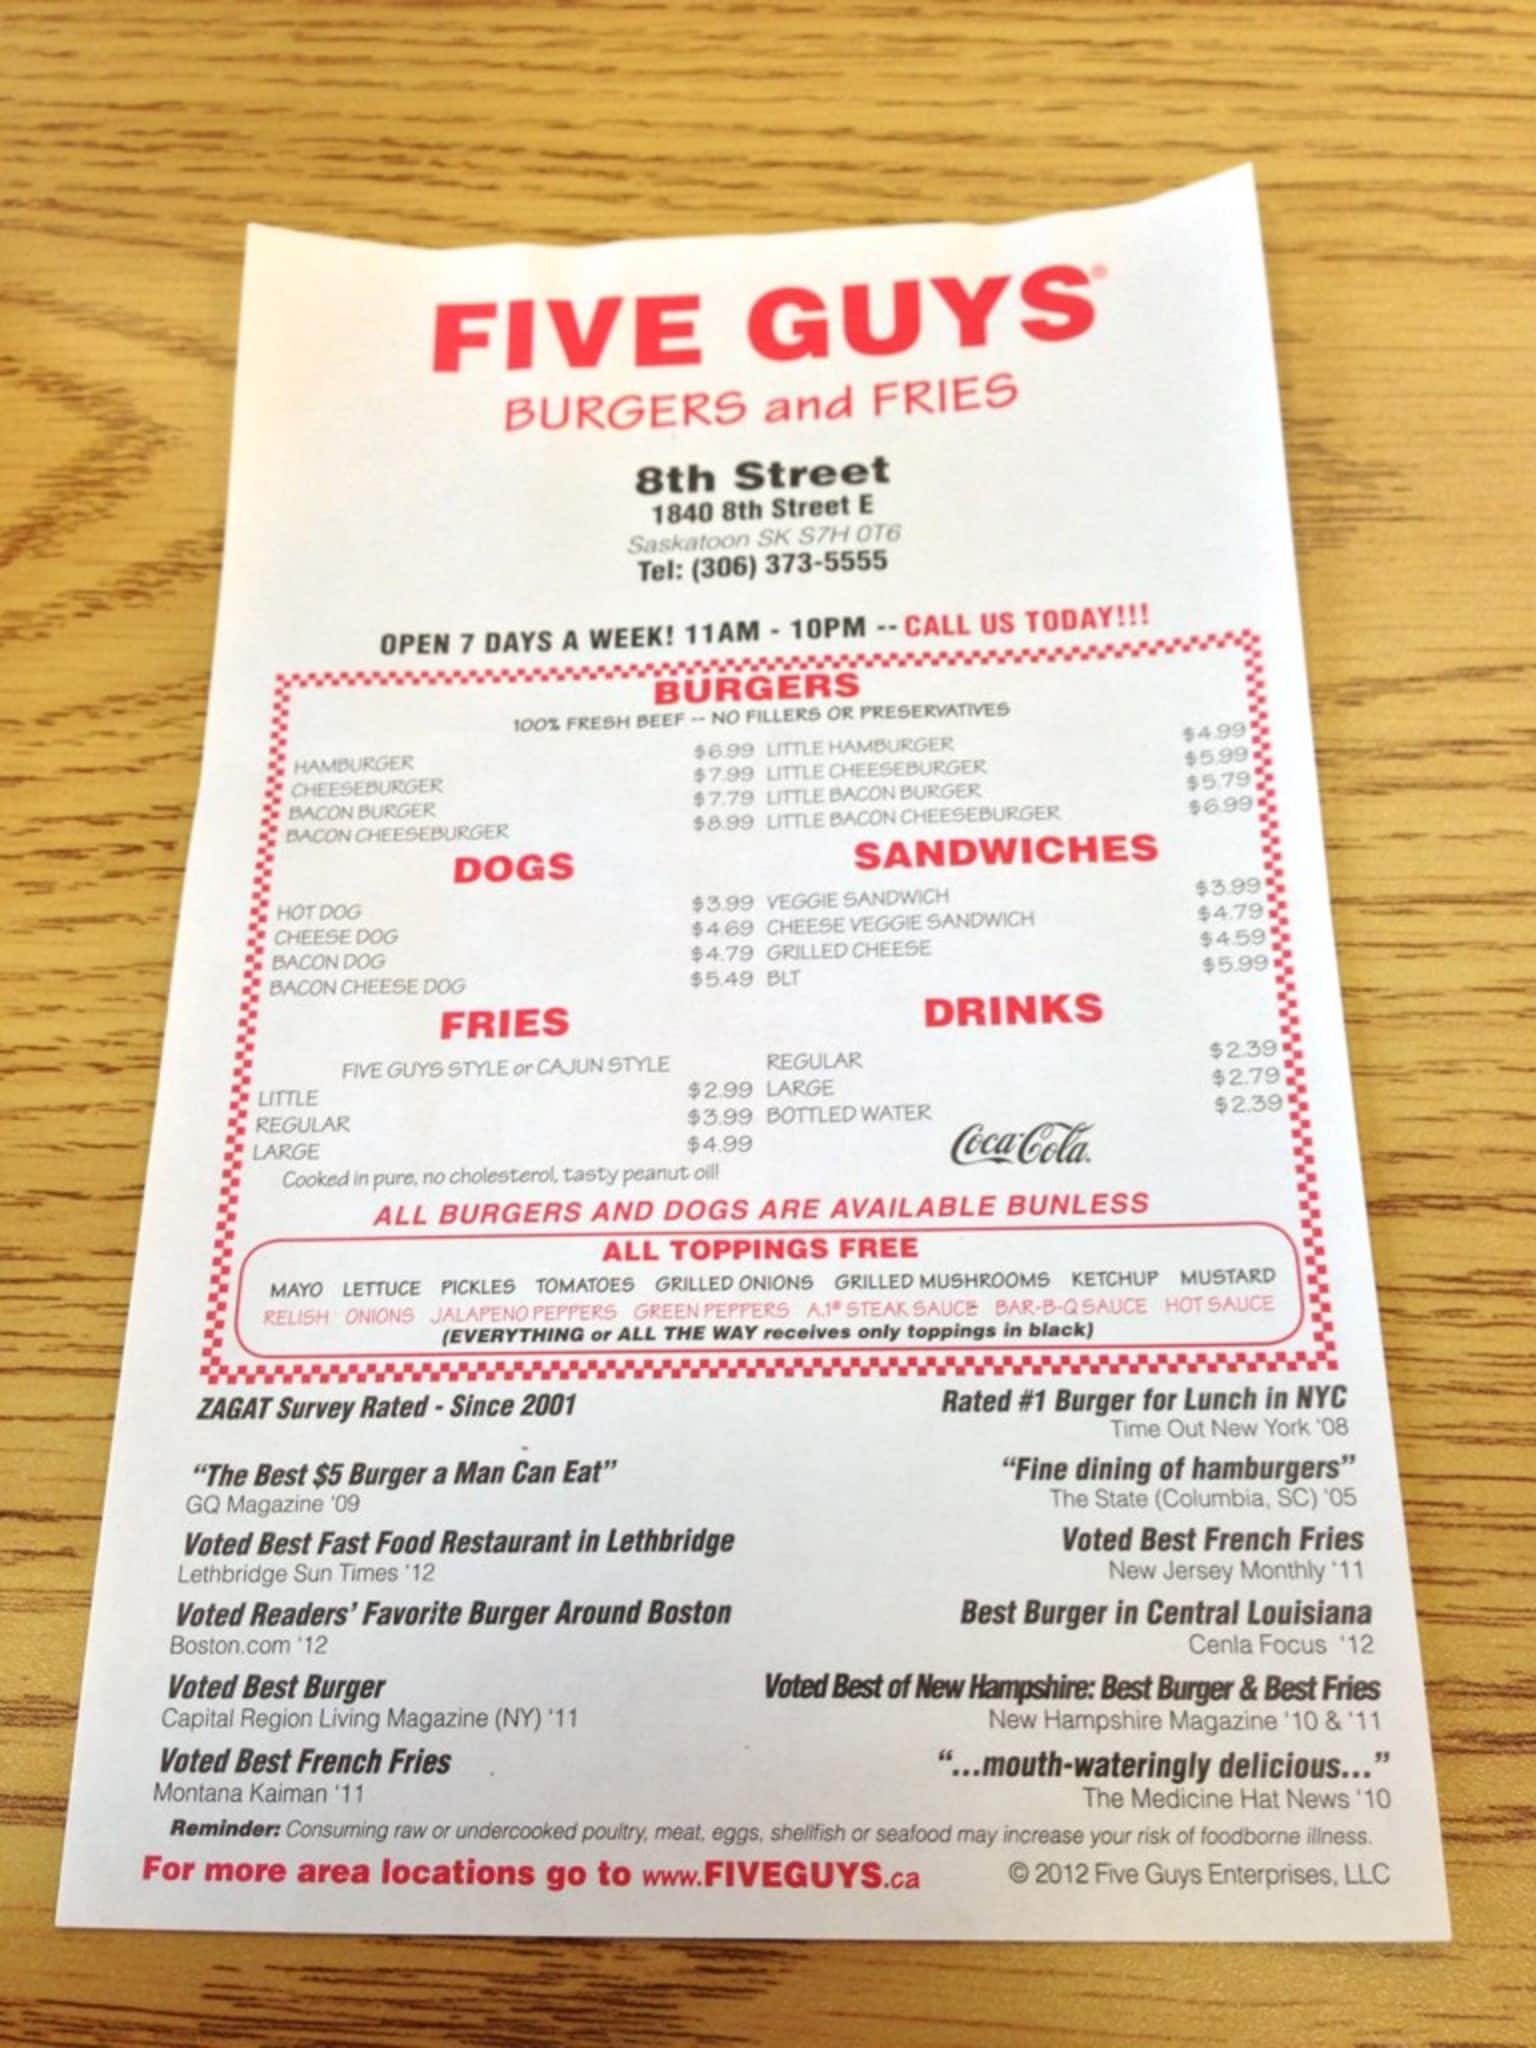 FIVE GUYS®
BURGERS and FRIES
8th Street
1840 8th Street E
Saskatoon SK S7H 0T6
Tel: (306) 373-5555
OPEN 7 DAYS A WEEK! 11AM - 10PM -- CALL US TODAY!!!
BURGERS
100% FRESH BEEF -- NO FILLERS OR PRESERVATIVES
HAMBURGER $6.99 LITTLE HAMBURGER $4.99
CHEESEBURGER $7.99 LITTLE CHEESEBURGER $5.99
BACON BURGER $7.79 LITTLE BACON BURGER $5.79
BACON CHEESEBURGER $8.99 LITTLE BACON CHEESEBURGER $6.99
DOGS
HOT DOG $3.99
CHEESE DOG $4.69
BACON DOG $4.79
BACON CHEESE DOG $5.49
SANDWICHES
VEGGIE SANDWICH $3.99
CHEESE VEGGIE SANDWICH $4.79
GRILLED CHEESE $4.59
BLT $5.99
FRIES
FIVE GUYS STYLE or CAJUN STYLE
LITTLE $2.99
REGULAR $3.99
LARGE $4.99
Cooked in pure, no cholesterol, tasty peanut oil!
DRINKS
REGULAR $2.39
LARGE $2.79
BOTTLED WATER $2.39
Coca-Cola.
ALL BURGERS AND DOGS ARE AVAILABLE BUNLESS
ALL TOPPINGS FREE
MAYO LETTUCE PICKLES TOMATOES GRILLED ONIONS GRILLED MUSHROOMS KETCHUP MUSTARD
RELISH ONIONS JALAPENO PEPPERS GREEN PEPPERS A.1® STEAK SAUCE BAR-B-Q SAUCE HOT SAUCE
(EVERYTHING or ALL THE WAY receives only toppings in black)
ZAGAT Survey Rated - Since 2001
Rated #1 Burger for Lunch in NYC
Time Out New York '08
"The Best $5 Burger a Man Can Eat"
GQ Magazine '09
"Fine dining of hamburgers"
The State (Columbia, SC) '05
Voted Best Fast Food Restaurant in Lethbridge
Lethbridge Sun Times '12
Voted Best French Fries
New Jersey Monthly '11
Voted Readers' Favorite Burger Around Boston
Boston.com '12
Best Burger in Central Louisiana
Cenla Focus '12
Voted Best Burger
Capital Region Living Magazine (NY) '11
Voted Best of New Hampshire: Best Burger & Best Fries
New Hampshire Magazine '10 & '11
Voted Best French Fries
Montana Kaiman '11
"...mouth-wateringly delicious..."
The Medicine Hat News '10
Reminder: Consuming raw or undercooked poultry, meat, eggs, shellfish or seafood may increase your risk of foodborne illness.
For more area locations go to www.FIVEGUYS.ca
© 2012 Five Guys Enterprises, LLC